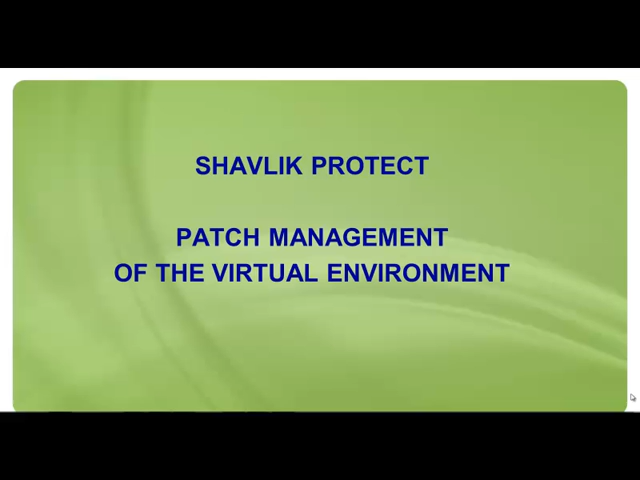 SHAVLIK PROTECT
PATCH MANAGEMENT
OF THE VIRTUAL ENVIRONMENT